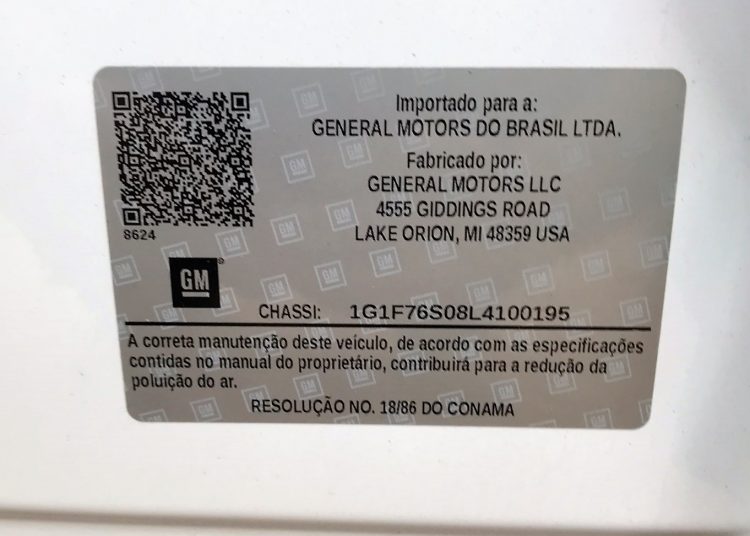 Importado para a:
GENERAL MOTORS DO BRASIL LTDA.
Fabricado por:
GENERAL MOTORS LLC
4555 GIDDINGS ROAD
LAKE ORION, MI 48359 USA
8624
GM
CHASSI: 1G1F76S08L4100195
A correta manutenção deste veículo, de acordo com as especificações
contidas no manual do proprietário, contribuirá para a redução da
poluição do ar.
RESOLUÇÃO NO. 18/86 DO CONAMA